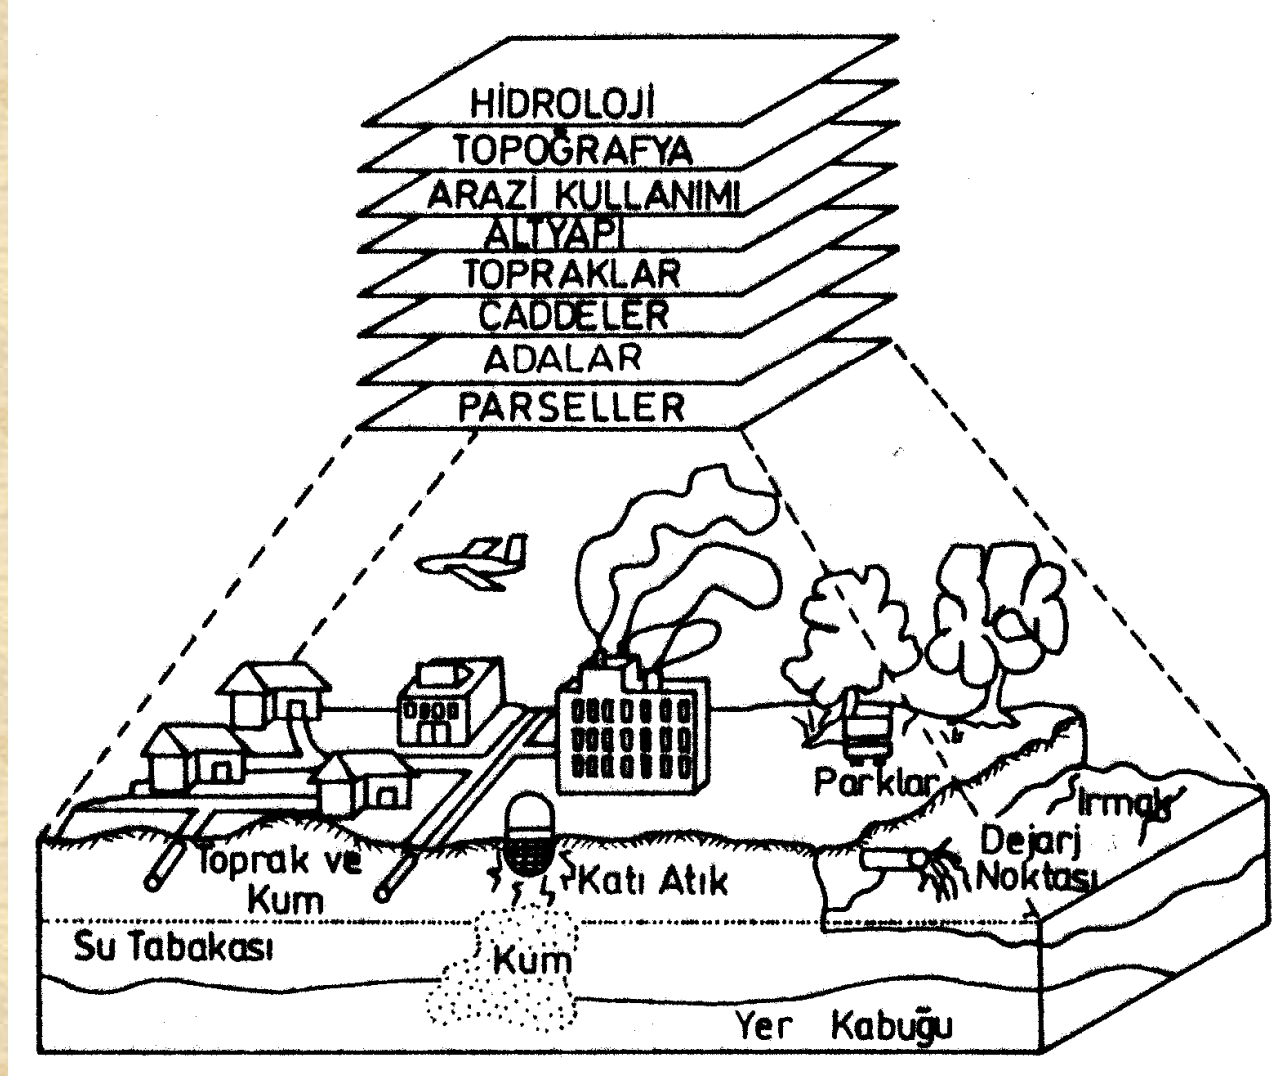 HİDROLOJİ
TOPOĞRAFYA
ARAZİ KULLANIMI
ALTYAPI
TOPRAKLAR
CADDELER
ADALAR
PARSELLER
Parklar
Irmak
Dejarj
Noktası
Toprak ve
Kum
Katı Atık
Su Tabakası
Kum
Yer Kabuğu